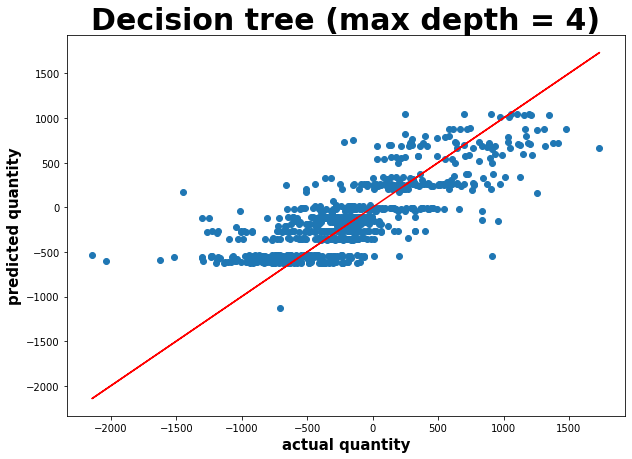 Decision tree (max depth = 4)
1500
1000
500
0
−500
−1000
−1500
−2000
predicted quantity
−2000 −1500 −1000 −500 0 500 1000 1500
actual quantity